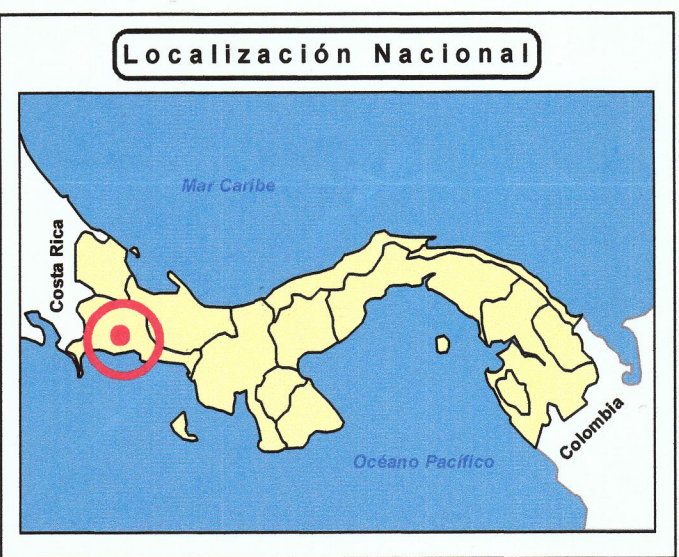 Localización Nacional
Mar Caribe
Costa Rica
Océano Pacífico
Colombia